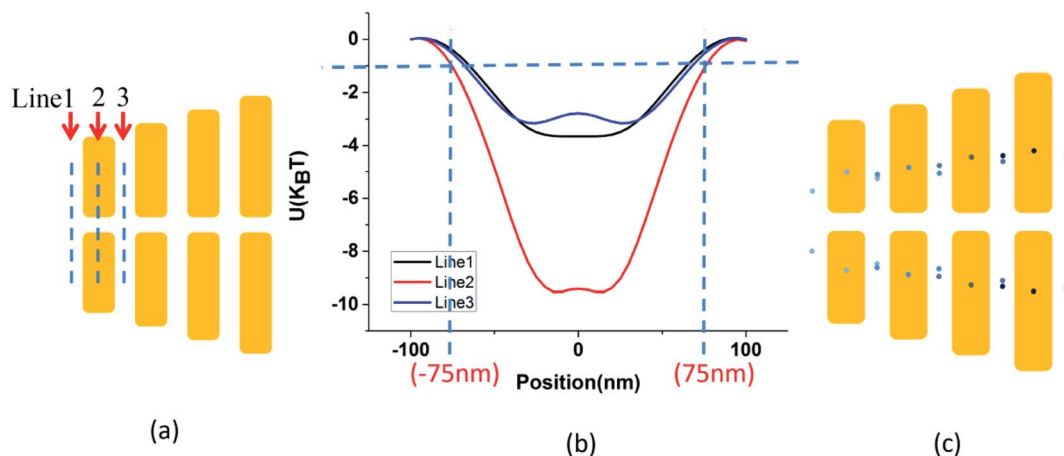 Line1 2 3
0
-2
-4
-6
-8
-10
U(K_BT)
Line1
Line2
Line3
-100 0 100
(-75nm) Position(nm) (75nm)
(a) (b) (c)